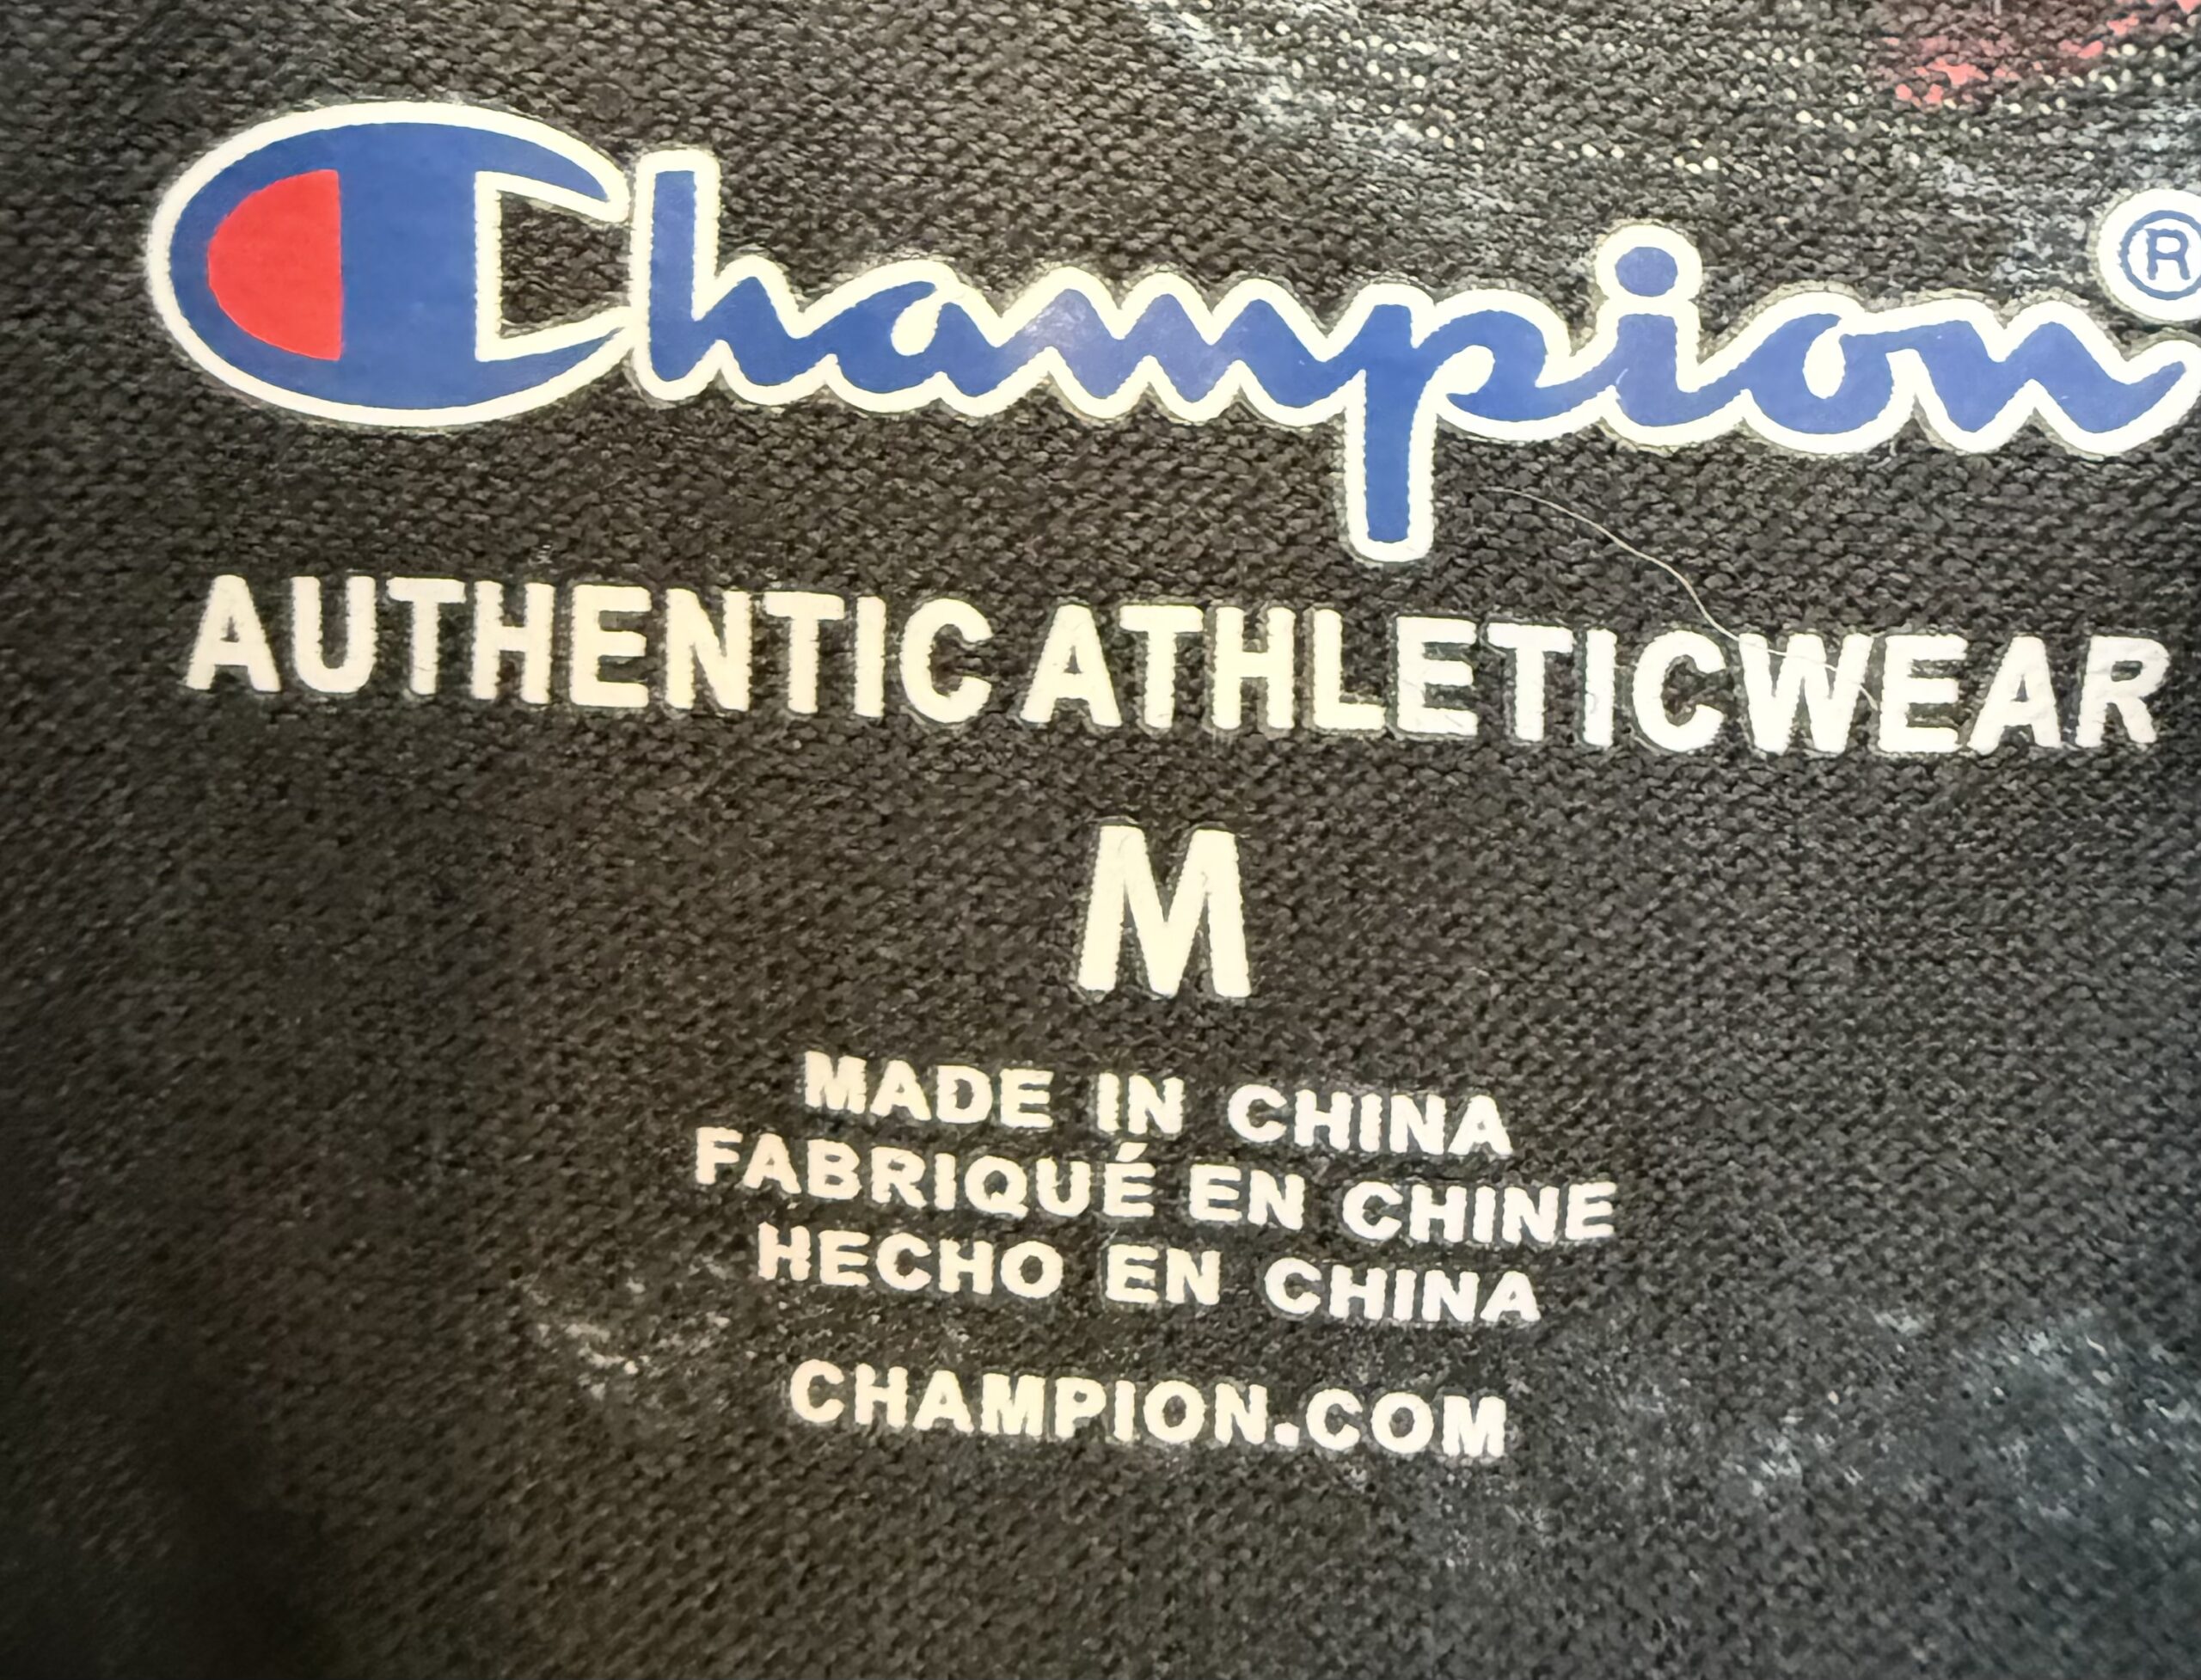 Champion®
AUTHENTIC ATHLETICWEAR
M
MADE IN CHINA
FABRIQUÉ EN CHINE
HECHO EN CHINA
CHAMPION.COM